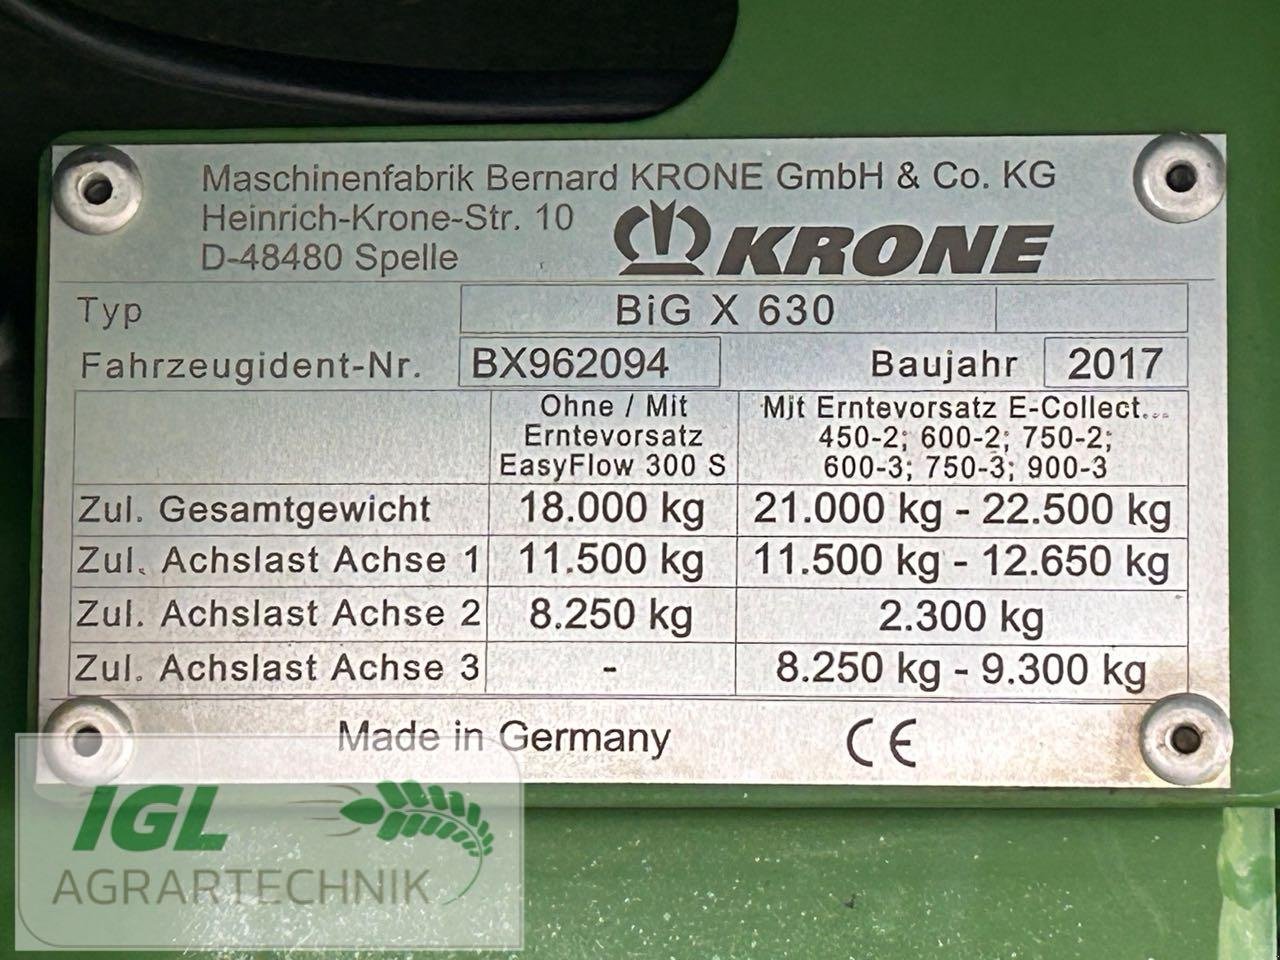 Maschinenfabrik Bernard KRONE GmbH & Co. KG
Heinrich-Krone-Str. 10
D-48480 Spelle
KRONE
Typ BiG X 630
Fahrzeugident-Nr. BX962094 Baujahr 2017
Ohne / Mit Erntevorsatz EasyFlow 300 S
Mit Erntevorsatz E-Collect...
450-2; 600-2; 750-2;
600-3; 750-3; 900-3
Zul. Gesamtgewicht 18.000 kg 21.000 kg - 22.500 kg
Zul. Achslast Achse 1 11.500 kg 11.500 kg - 12.650 kg
Zul. Achslast Achse 2 8.250 kg 2.300 kg
Zul. Achslast Achse 3 - 8.250 kg - 9.300 kg
Made in Germany CE
IGL
AGRARTECHNIK